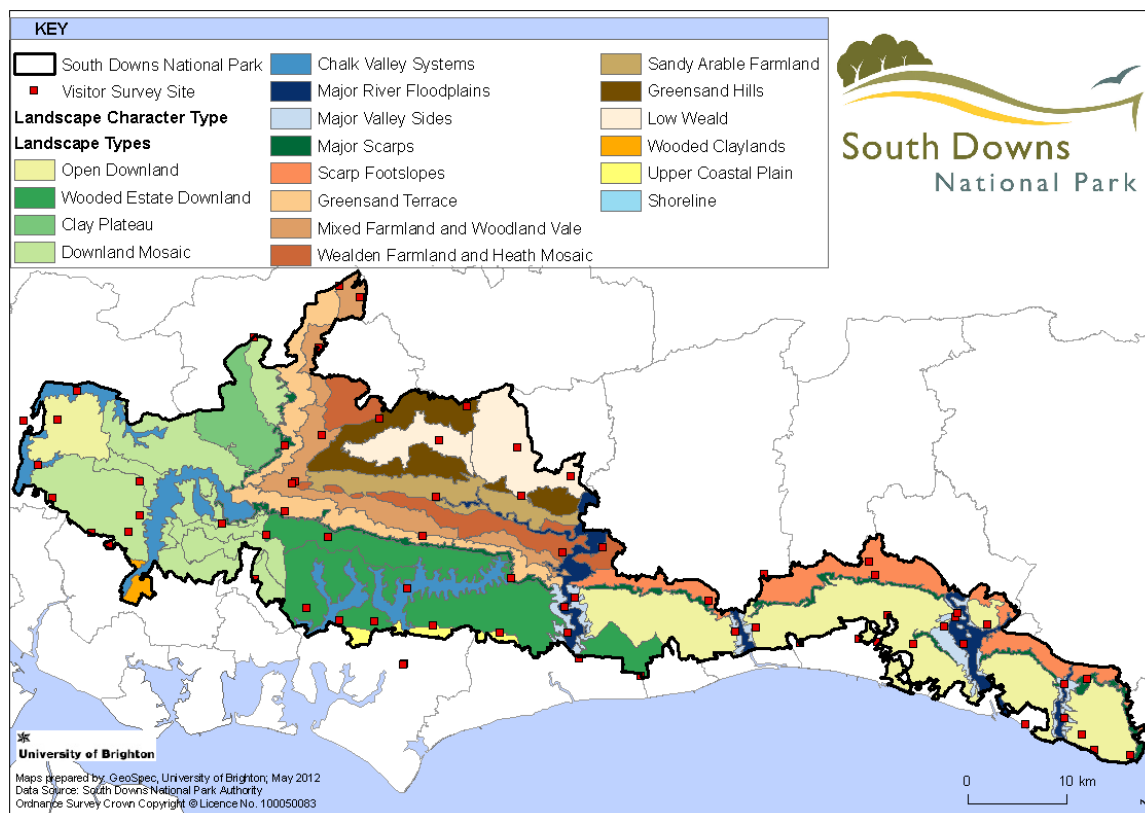 KEY
South Downs National Park
Visitor Survey Site
Landscape Character Type
Landscape Types
Open Downland
Wooded Estate Downland
Clay Plateau
Downland Mosaic
Chalk Valley Systems
Major River Floodplains
Major Valley Sides
Major Scarps
Scarp Footslopes
Greensand Terrace
Mixed Farmland and Woodland Vale
Wealden Farmland and Heath Mosaic
Sandy Arable Farmland
Greensand Hills
Low Weald
Wooded Claylands
Upper Coastal Plain
Shoreline
South Downs
National Park
University of Brighton
Maps prepared by GeoSpec, University of Brighton; May 2012
Data Source: South Downs National Park Authority
Ordnance Survey Crown Copyright © Licence No. 100050083
0 10 km
N